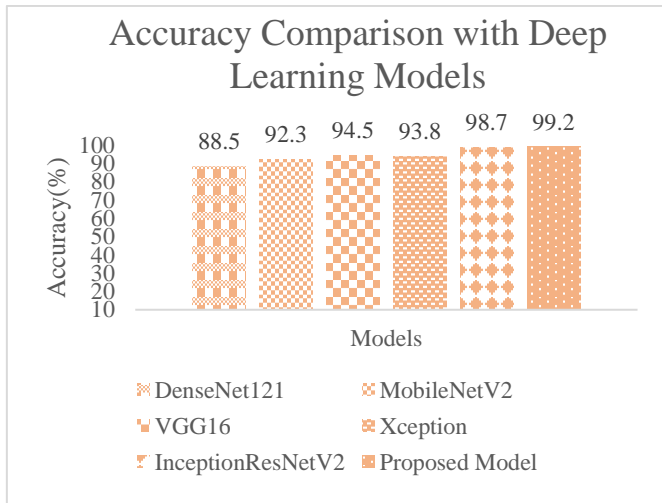 Accuracy Comparison with Deep
Learning Models
88.5 92.3 94.5 93.8 98.7 99.2
100
90
80
70
60
50
40
30
20
10
Accuracy(%)
Models
DenseNet121 MobileNetV2
VGG16 Xception
InceptionResNetV2 Proposed Model